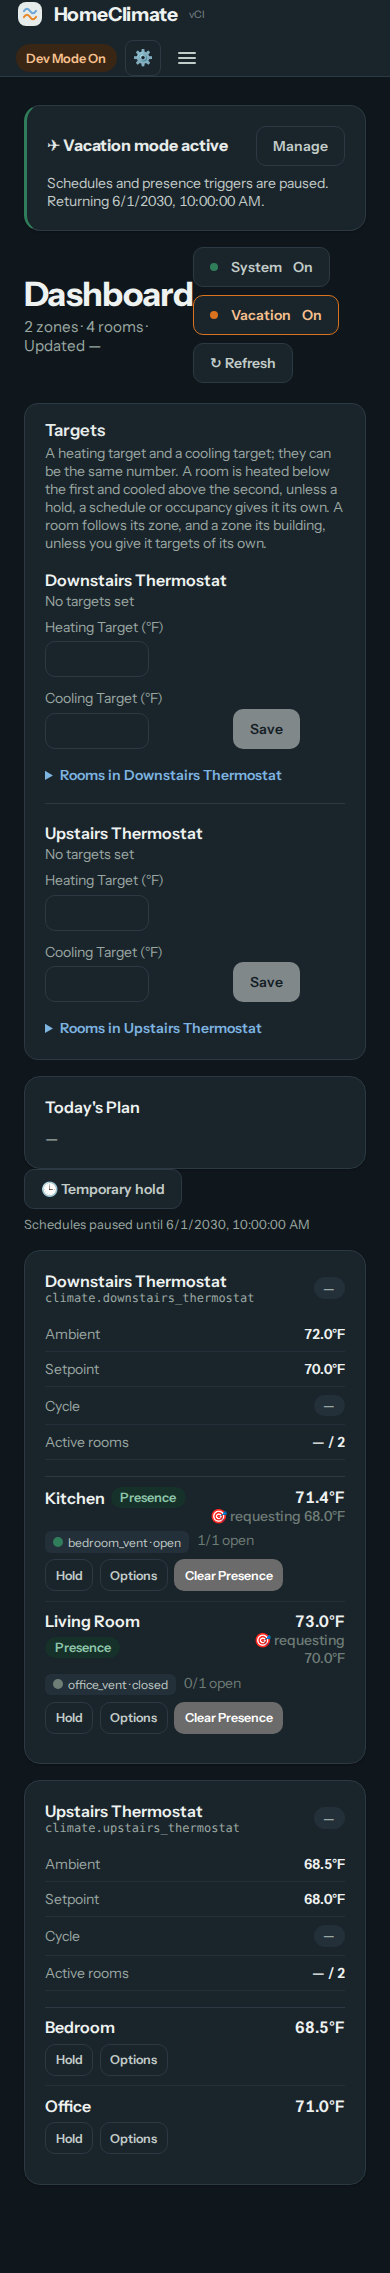 HomeClimate vCI
Dev Mode On
✈ Vacation mode active Manage
Schedules and presence triggers are paused.
Returning 6/1/2030, 10:00:00 AM.
Dashboard
2 zones · 4 rooms ·
Updated —
System On
Vacation On
↻ Refresh
Targets
A heating target and a cooling target; they can
be the same number. A room is heated below
the first and cooled above the second, unless a
hold, a schedule or occupancy gives it its own. A
room follows its zone, and a zone its building,
unless you give it targets of its own.
Downstairs Thermostat
No targets set
Heating Target (°F)
Cooling Target (°F)
Save
▶ Rooms in Downstairs Thermostat
Upstairs Thermostat
No targets set
Heating Target (°F)
Cooling Target (°F)
Save
▶ Rooms in Upstairs Thermostat
Today's Plan
—
🕒 Temporary hold
Schedules paused until 6/1/2030, 10:00:00 AM
Downstairs Thermostat —
climate.downstairs_thermostat
Ambient 72.0°F
Setpoint 70.0°F
Cycle —
Active rooms — / 2
Kitchen Presence 71.4°F
🎯 requesting 68.0°F
bedroom_vent · open 1/1 open
Hold Options Clear Presence
Living Room 73.0°F
Presence 🎯 requesting
70.0°F
office_vent · closed 0/1 open
Hold Options Clear Presence
Upstairs Thermostat —
climate.upstairs_thermostat
Ambient 68.5°F
Setpoint 68.0°F
Cycle —
Active rooms — / 2
Bedroom 68.5°F
Hold Options
Office 71.0°F
Hold Options